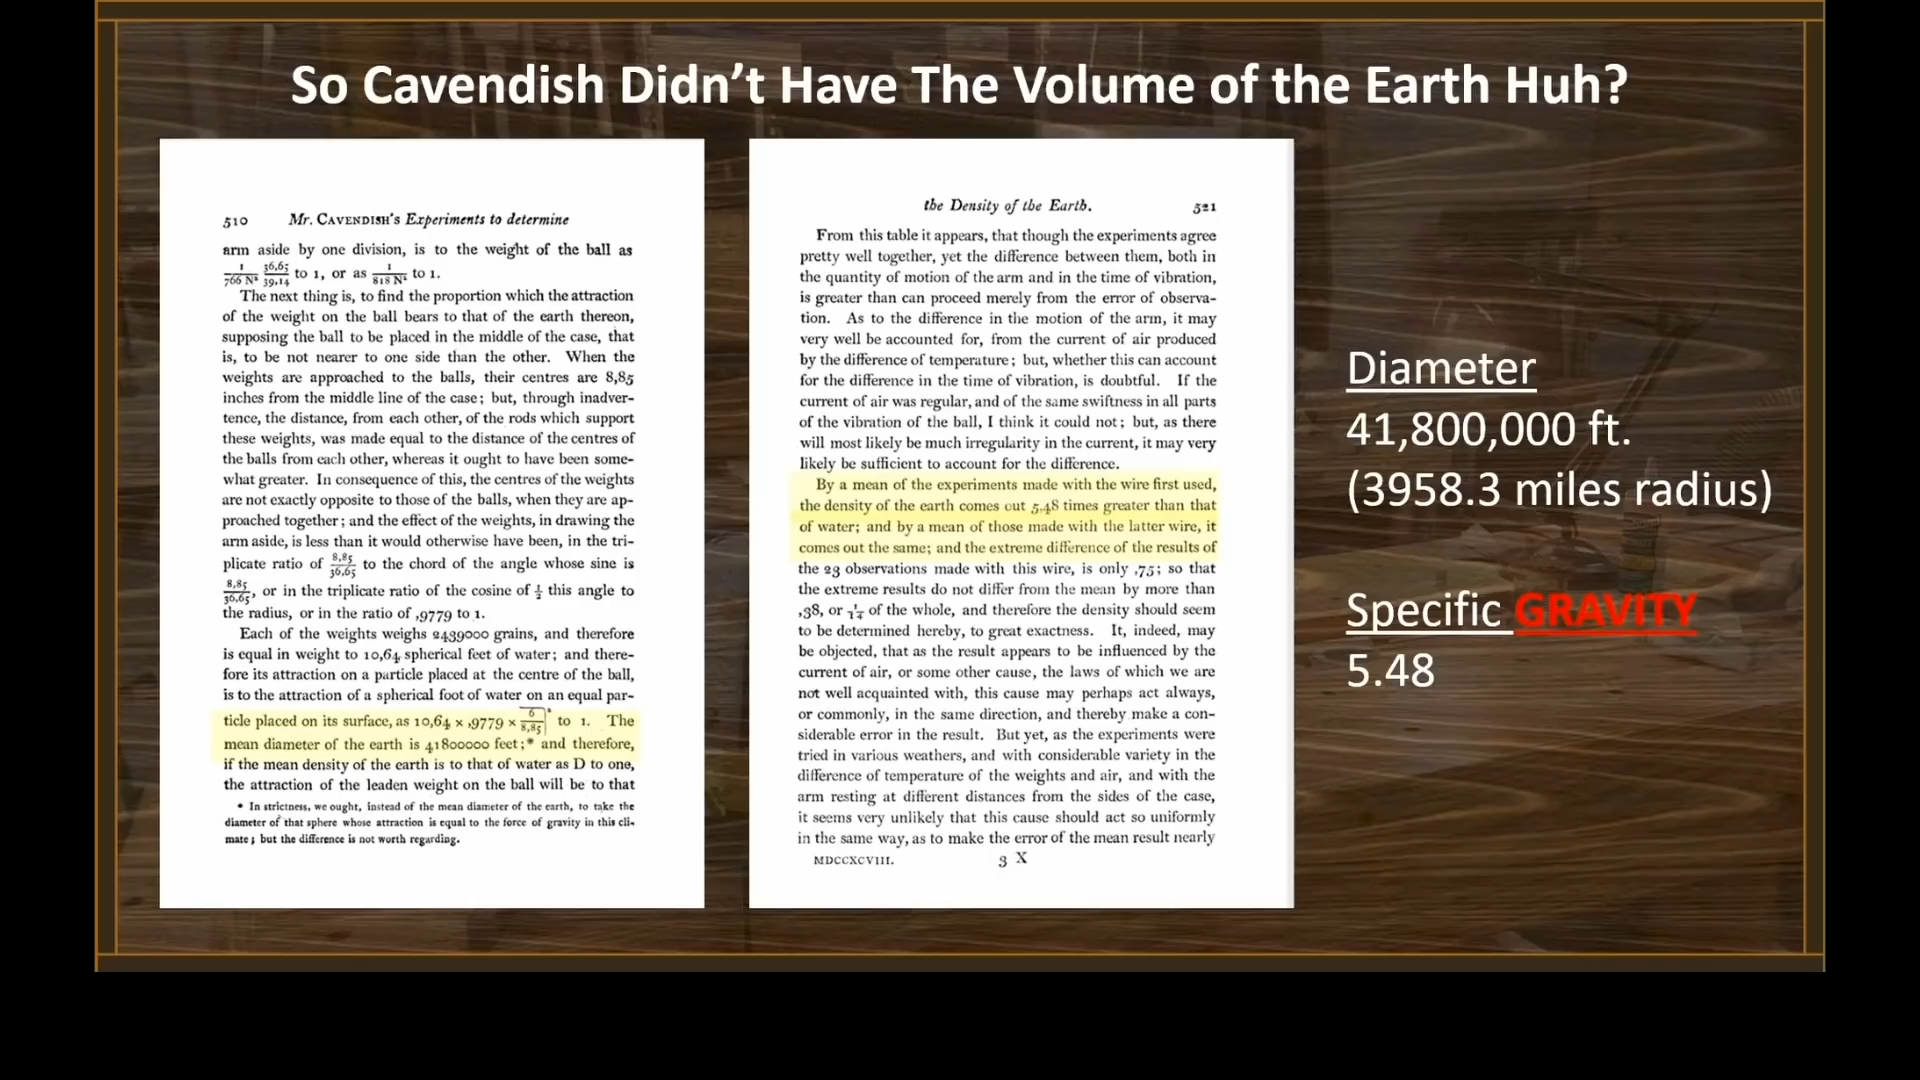 So Cavendish Didn’t Have The Volume of the Earth Huh?
510 Mr. CAVENDISH’s Experiments to determine
arm aside by one division, is to the weight of the ball as
1/766 N² 36,65/39,14 to 1, or as 1/818 N² to 1.
The next thing is, to find the proportion which the attraction
of the weight on the ball bears to that of the earth thereon,
supposing the ball to be placed in the middle of the case, that
is, to be not nearer to one side than the other. When the
weights are approached to the balls, their centres are 8,85
inches from the middle line of the case; but, through inadver-
tence, the distance, from each other, of the rods which support
these weights, was made equal to the distance of the centres of
the balls from each other, whereas it ought to have been some-
what greater. In consequence of this, the centres of the weights
are not exactly opposite to those of the balls, when they are ap-
proached together; and the effect of the weights, in drawing the
arm aside, is less than it would otherwise have been, in the tri-
plicate ratio of 8,85/36,65 to the chord of the angle whose sine is
8,85/36,65, or in the triplicate ratio of the cosine of ½ this angle to
the radius, or in the ratio of ,9779 to 1.
Each of the weights weighs 2439000 grains, and therefore
is equal in weight to 10,64 spherical feet of water; and there-
fore its attraction on a particle placed at the centre of the ball,
is to the attraction of a spherical foot of water on an equal par-
ticle placed on its surface, as 10,64 × ,9779 × 6/8,85|² to 1. The
mean diameter of the earth is 41800000 feet;* and therefore,
if the mean density of the earth is to that of water as D to one,
the attraction of the leaden weight on the ball will be to that
* In strictness, we ought, instead of the mean diameter of the earth, to take the
diameter of that sphere whose attraction is equal to the force of gravity in this cli-
mate; but the difference is not worth regarding.
the Density of the Earth. 521
From this table it appears, that though the experiments agree
pretty well together, yet the difference between them, both in
the quantity of motion of the arm and in the time of vibration,
is greater than can proceed merely from the error of observa-
tion. As to the difference in the motion of the arm, it may
very well be accounted for, from the current of air produced
by the difference of temperature; but, whether this can account
for the difference in the time of vibration, is doubtful. If the
current of air was regular, and of the same swiftness in all parts
of the vibration of the ball, I think it could not; but, as there
will most likely be much irregularity in the current, it may very
likely be sufficient to account for the difference.
By a mean of the experiments made with the wire first used,
the density of the earth comes out 5,48 times greater than that
of water; and by a mean of those made with the latter wire, it
comes out the same; and the extreme difference of the results of
the 23 observations made with this wire, is only ,75; so that
the extreme results do not differ from the mean by more than
,38, or 1/14 of the whole, and therefore the density should seem
to be determined hereby, to great exactness. It, indeed, may
be objected, that as the result appears to be influenced by the
current of air, or some other cause, the laws of which we are
not well acquainted with, this cause may perhaps act always,
or commonly, in the same direction, and thereby make a con-
siderable error in the result. But yet, as the experiments were
tried in various weathers, and with considerable variety in the
difference of temperature of the weights and air, and with the
arm resting at different distances from the sides of the case,
it seems very unlikely that this cause should act so uniformly
in the same way, as to make the error of the mean result nearly
MDCCXCVIII. 3 X
Diameter
41,800,000 ft.
(3958.3 miles radius)
Specific GRAVITY
5.48